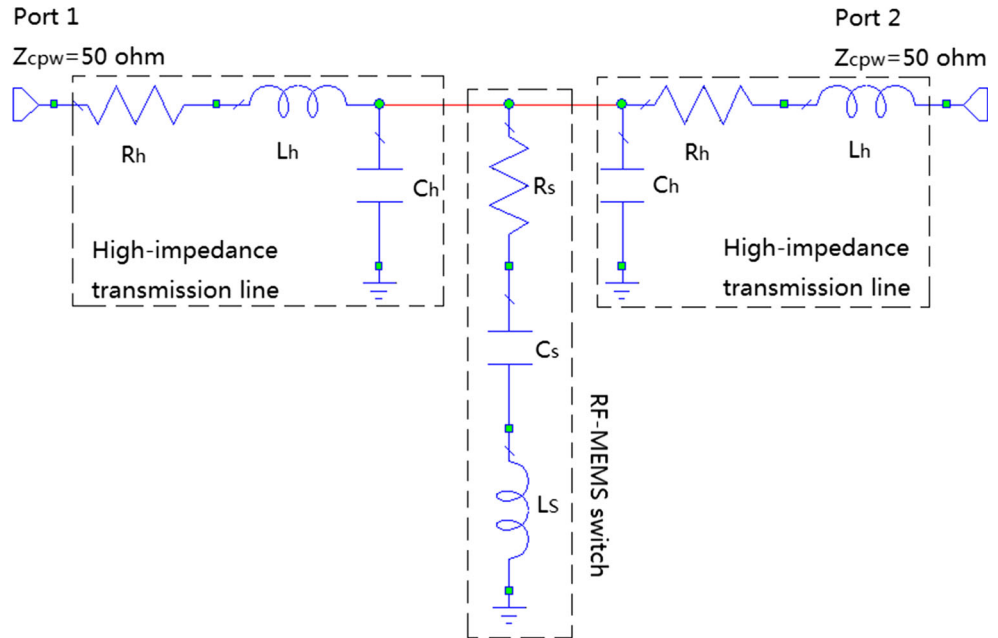 Port 1
Zcpw=50 ohm
Port 2
Zcpw=50 ohm
Rh
Lh
Ch
Rs
Ch
Rh
Lh
High-impedance
transmission line
High-impedance
transmission line
Cs
LS
RF-MEMS switch